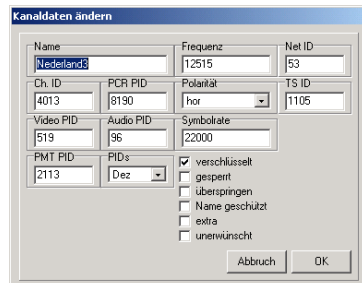 Kanaldaten ändern
Name Frequenz Net ID
Nederland3 12515 53
Ch. ID PCR PID Polarität TS ID
4013 8190 hor 1105
Video PID Audio PID Symbolrate
519 96 22000
PMT PID PIDs
2113 Dez
verschlüsselt
gesperrt
überspringen
Name geschützt
extra
unerwünscht
Abbruch OK